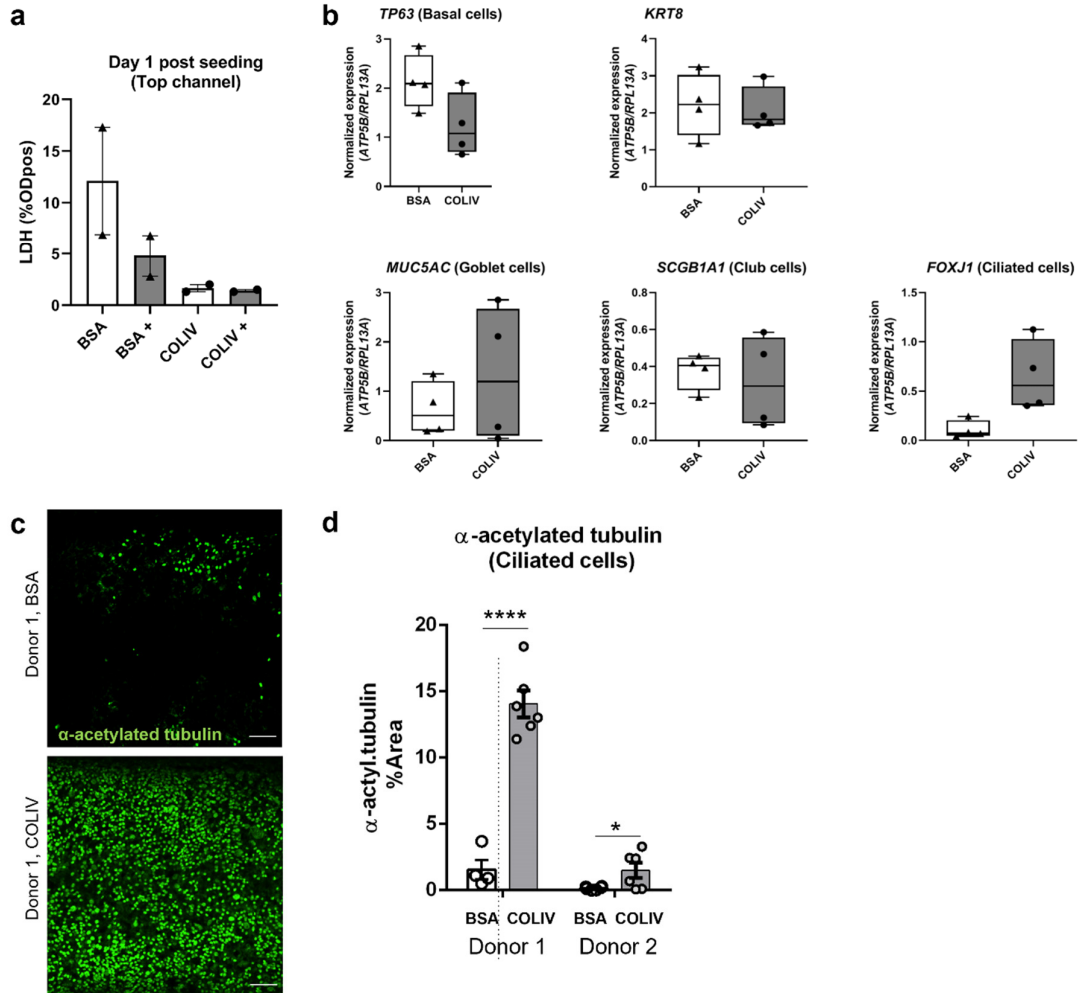 a
Day 1 post seeding
(Top channel)
LDH (%ODpos)
20
15
10
5
0
BSA
BSA +
COLIV
COLIV +
b
TP63 (Basal cells)
Normalized expression
(ATP5B/RPL13A)
3
2
1
0
BSA
COLIV
KRT8
Normalized expression
(ATP5B/RPL13A)
4
3
2
1
0
BSA
COLIV
MUC5AC (Goblet cells)
Normalized expression
(ATP5B/RPL13A)
3
2
1
0
BSA
COLIV
SCGB1A1 (Club cells)
Normalized expression
(ATP5B/RPL13A)
0.8
0.6
0.4
0.2
0.0
BSA
COLIV
FOXJ1 (Ciliated cells)
Normalized expression
(ATP5B/RPL13A)
1.5
1.0
0.5
0.0
BSA
COLIV
c
Donor 1, BSA
α-acetylated tubulin
Donor 1, COLIV
d
α-acetylated tubulin
(Ciliated cells)
α-actyl.tubulin
%Area
20
15
10
5
0
****
*
BSA COLIV BSA COLIV
Donor 1 Donor 2